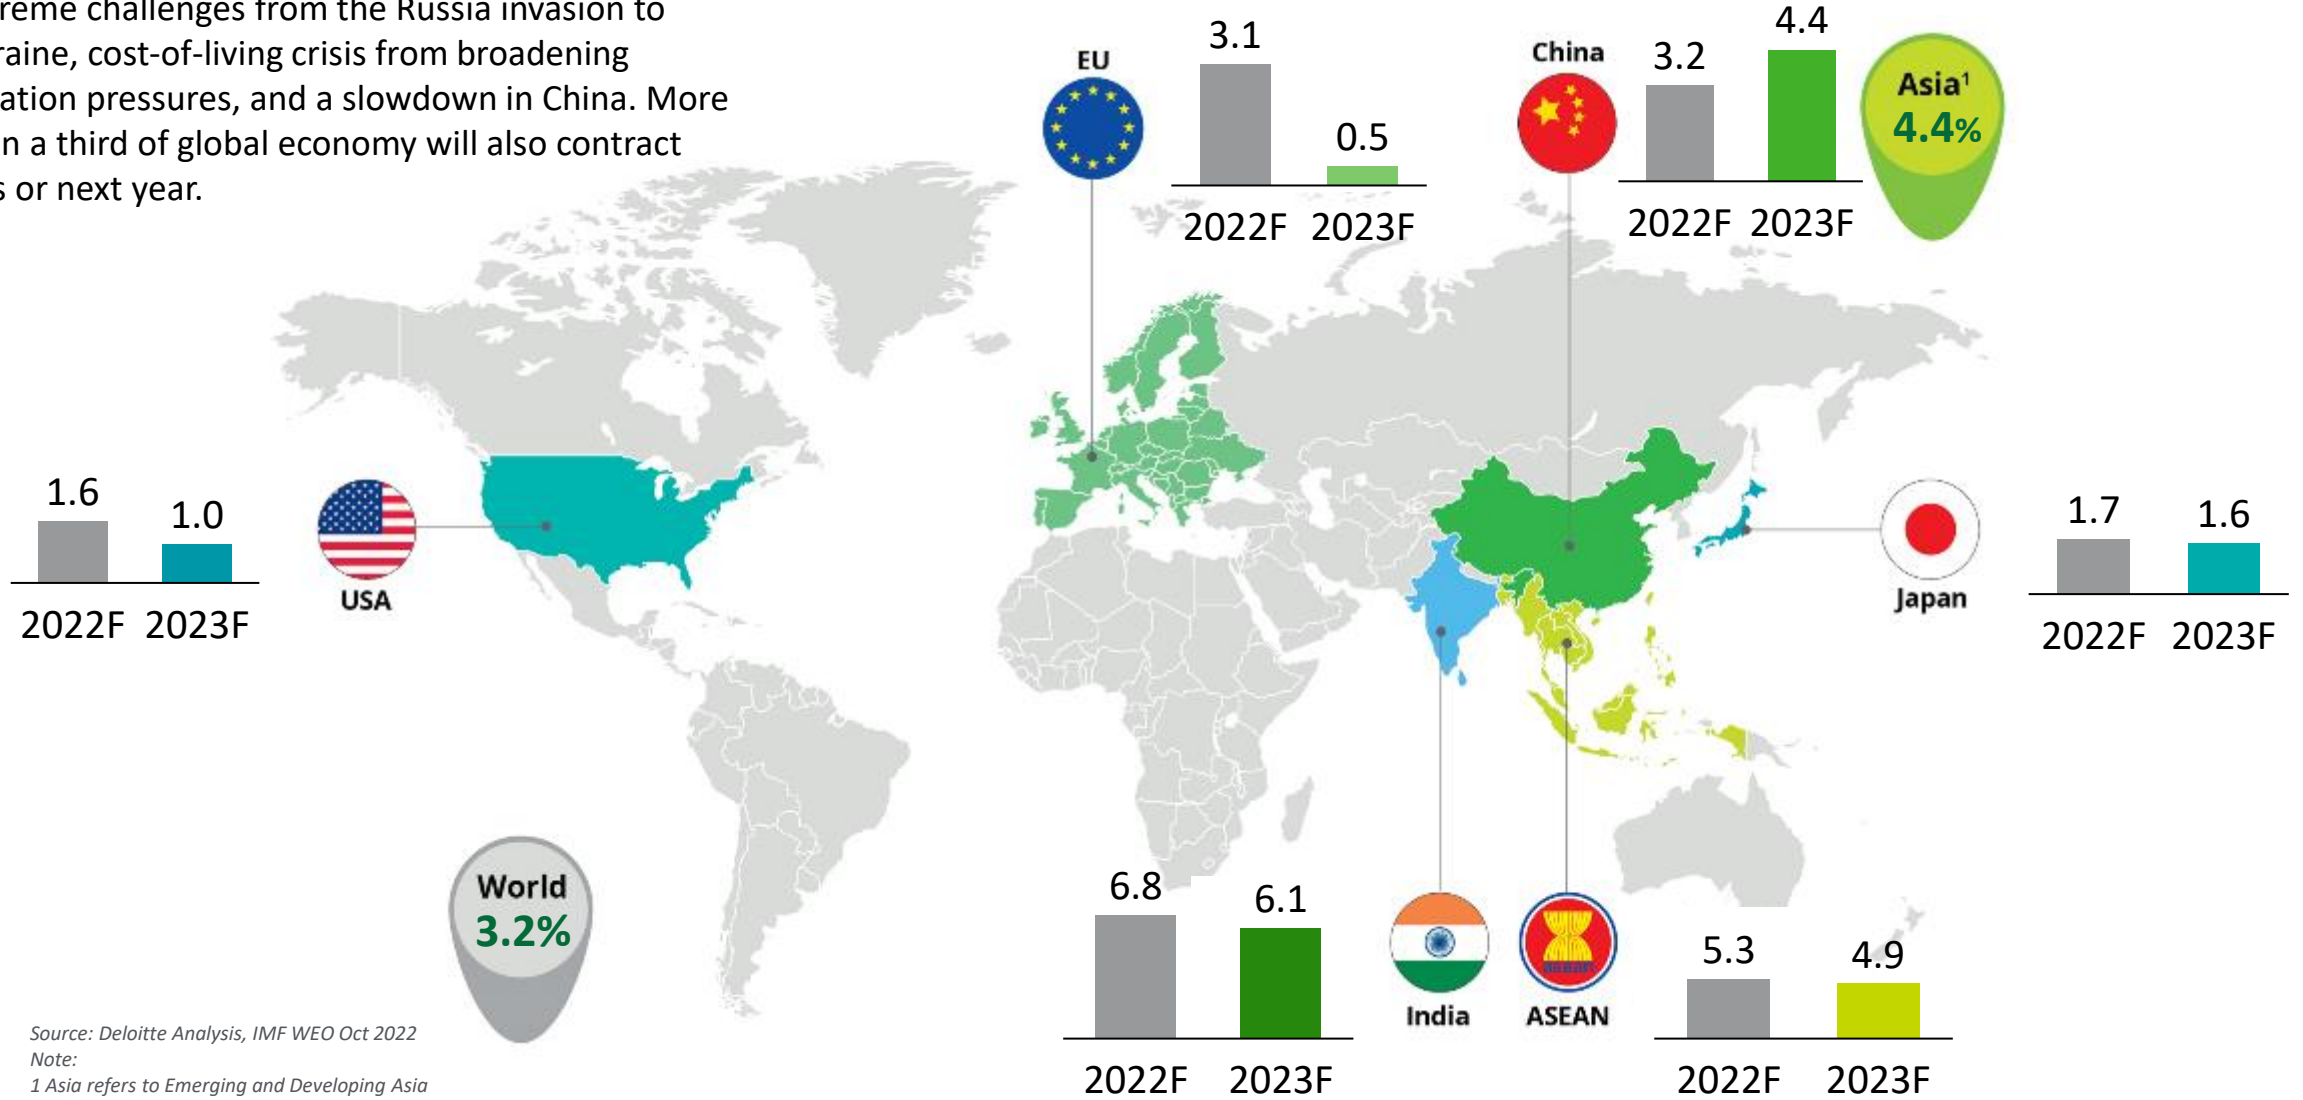 reme challenges from the Russia invasion to
raine, cost-of-living crisis from broadening
ation pressures, and a slowdown in China. More
n a third of global economy will also contract
s or next year.
EU
3.1
0.5
2022F 2023F
China
3.2
4.4
2022F 2023F
Asia¹
4.4%
1.6
1.0
2022F 2023F
USA
Japan
1.7
1.6
2022F 2023F
World
3.2%
6.8
6.1
2022F 2023F
India
ASEAN
5.3
4.9
2022F 2023F
Source: Deloitte Analysis, IMF WEO Oct 2022
Note:
1 Asia refers to Emerging and Developing Asia